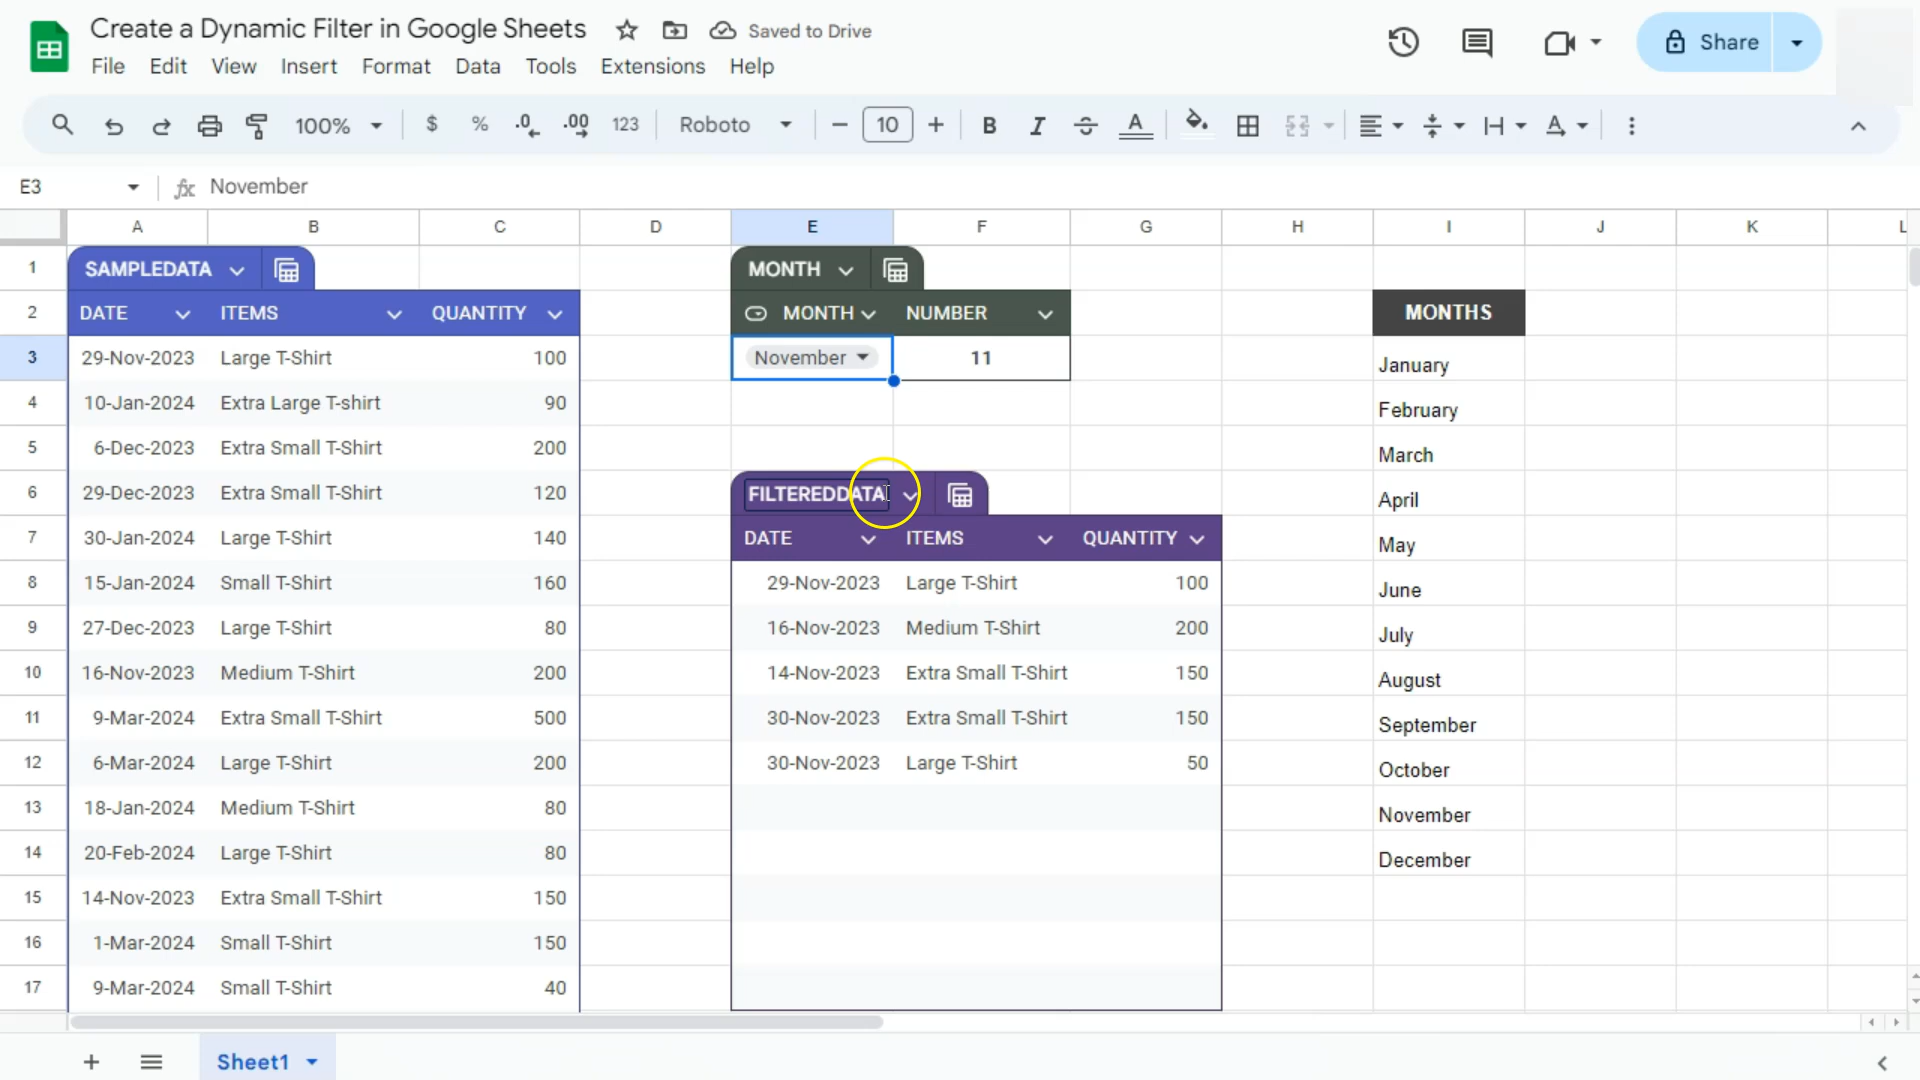 Create a Dynamic Filter in Google Sheets Saved to Drive
Share
File Edit View Insert Format Data Tools Extensions Help
100% $ % .0 .00 123 Roboto 10 B I A A
E3 fx November
A B C D E F G H I J K L
1 SAMPLEDATA MONTH
2 DATE ITEMS QUANTITY MONTH NUMBER MONTHS
3 29-Nov-2023 Large T-Shirt 100 November 11 January
4 10-Jan-2024 Extra Large T-shirt 90 February
5 6-Dec-2023 Extra Small T-Shirt 200 March
6 29-Dec-2023 Extra Small T-Shirt 120 FILTEREDDATA April
7 30-Jan-2024 Large T-Shirt 140 DATE ITEMS QUANTITY May
8 15-Jan-2024 Small T-Shirt 160 29-Nov-2023 Large T-Shirt 100 June
9 27-Dec-2023 Large T-Shirt 80 16-Nov-2023 Medium T-Shirt 200 July
10 16-Nov-2023 Medium T-Shirt 200 14-Nov-2023 Extra Small T-Shirt 150 August
11 9-Mar-2024 Extra Small T-Shirt 500 30-Nov-2023 Extra Small T-Shirt 150 September
12 6-Mar-2024 Large T-Shirt 200 30-Nov-2023 Large T-Shirt 50 October
13 18-Jan-2024 Medium T-Shirt 80 November
14 20-Feb-2024 Large T-Shirt 80 December
15 14-Nov-2023 Extra Small T-Shirt 150
16 1-Mar-2024 Small T-Shirt 150
17 9-Mar-2024 Small T-Shirt 40
Sheet1